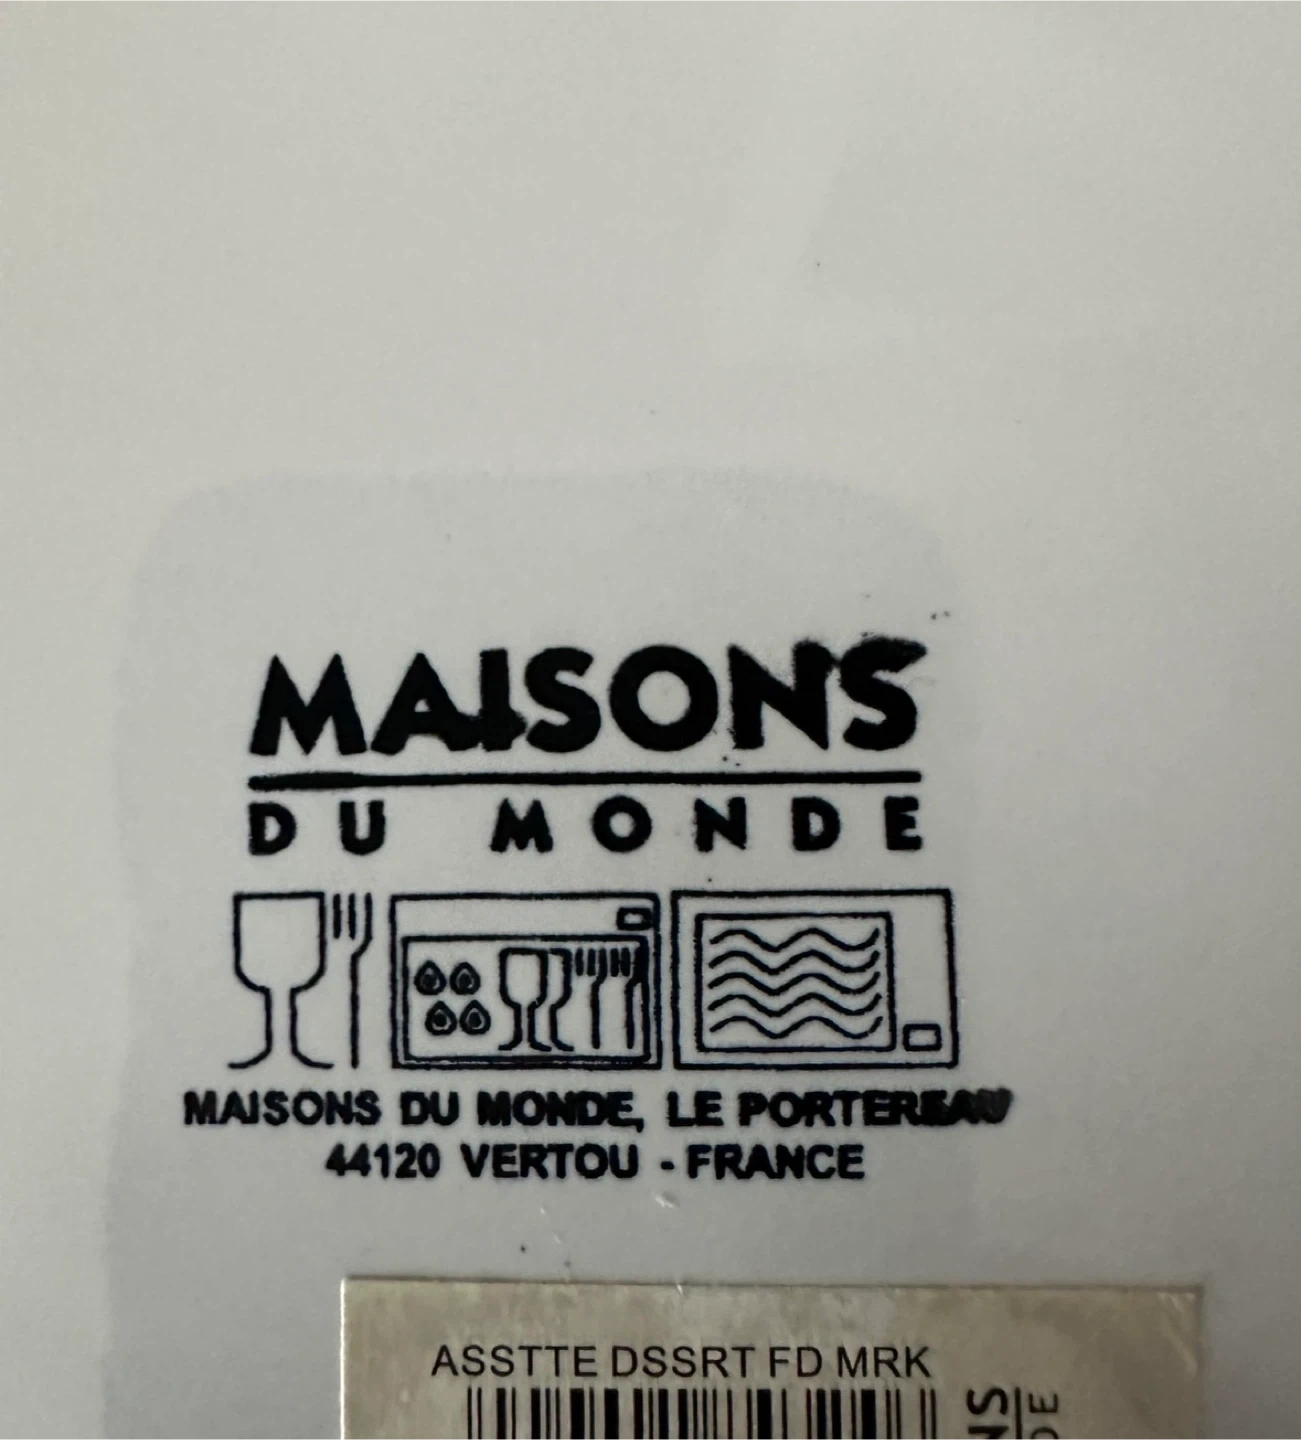 MAISONS
DU MONDE
MAISONS DU MONDE, LE PORTEREAU
44120 VERTOU - FRANCE
ASSTTE DSSRT FD MRK